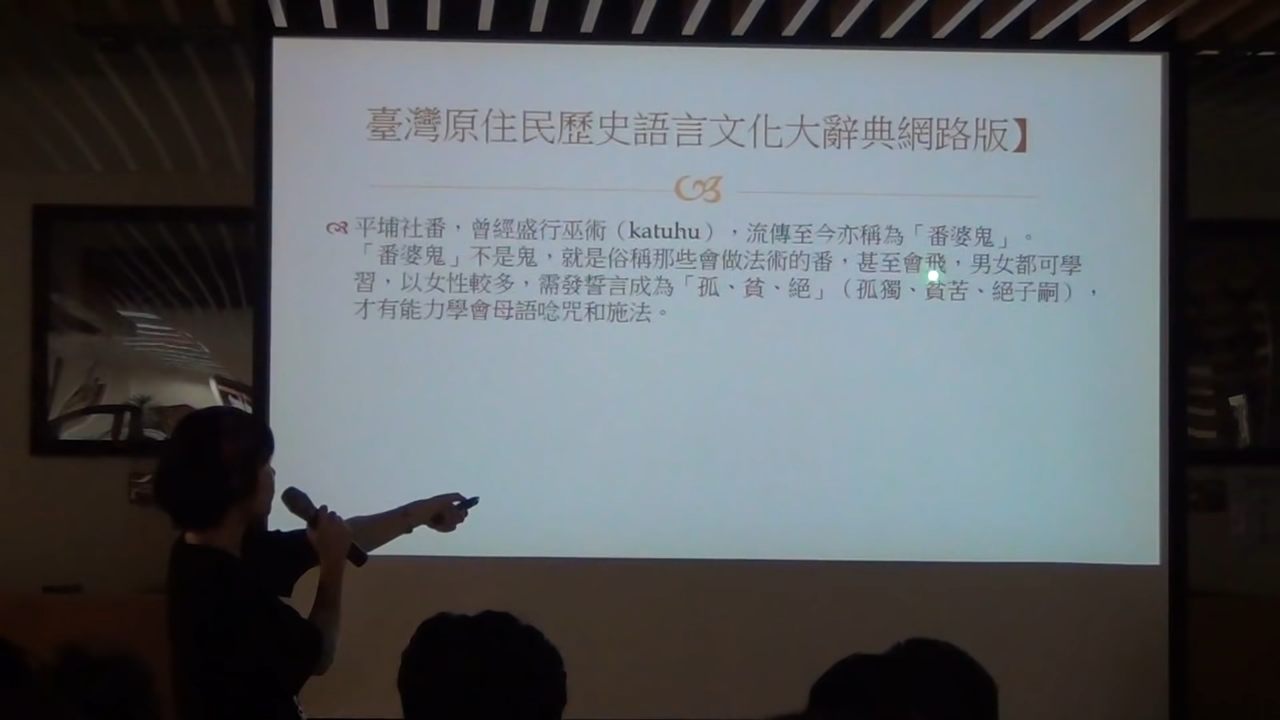 臺灣原住民歷史語言文化大辭典網路版】
平埔社番，曾經盛行巫術（katuhu），流傳至今亦稱為「番婆鬼」。
「番婆鬼」不是鬼，就是俗稱那些會做法術的番，甚至會飛，男女都可學
習，以女性較多，需發誓言成為「孤、貧、絕」（孤獨、貧苦、絕子嗣），
才有能力學會母語唸咒和施法。